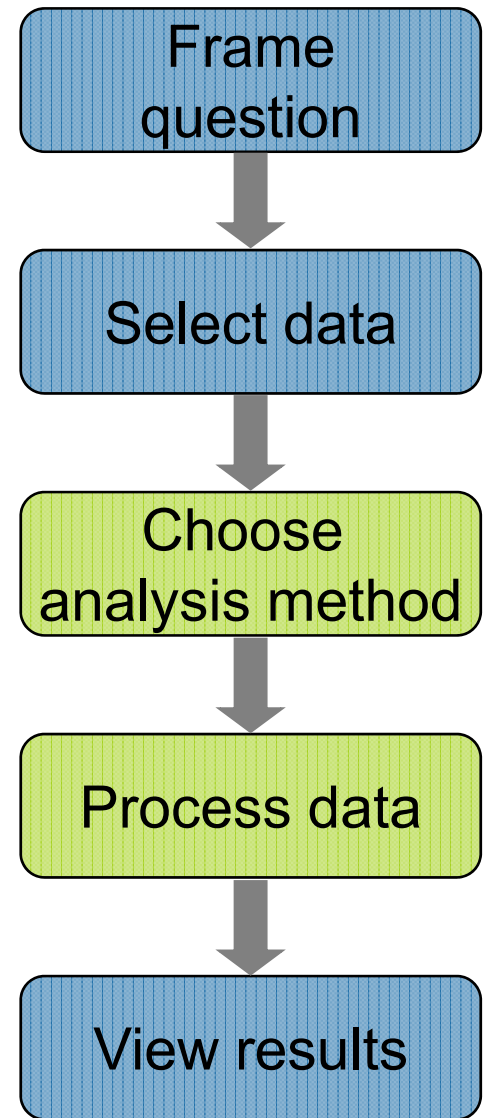 Frame
question
Select data
Choose
analysis method
Process data
View results